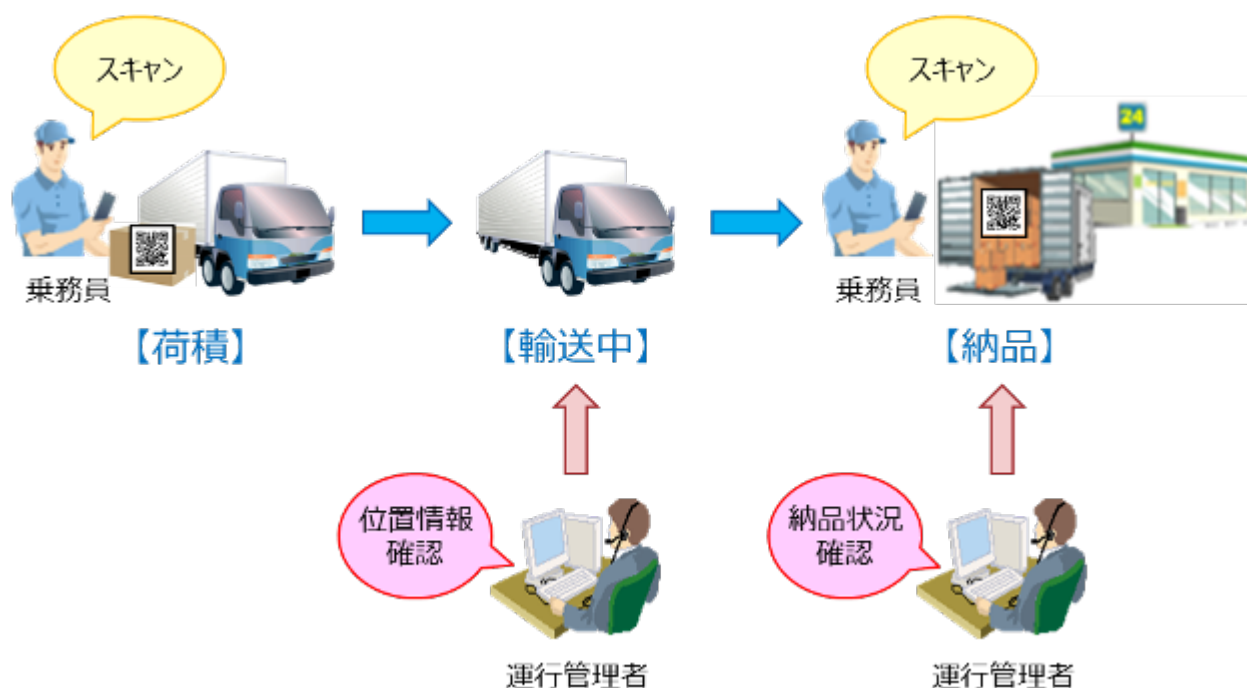 スキャン
スキャン
24
乗務員
乗務員
【荷積】
【輸送中】
【納品】
位置情報
確認
納品状況
確認
運行管理者
運行管理者